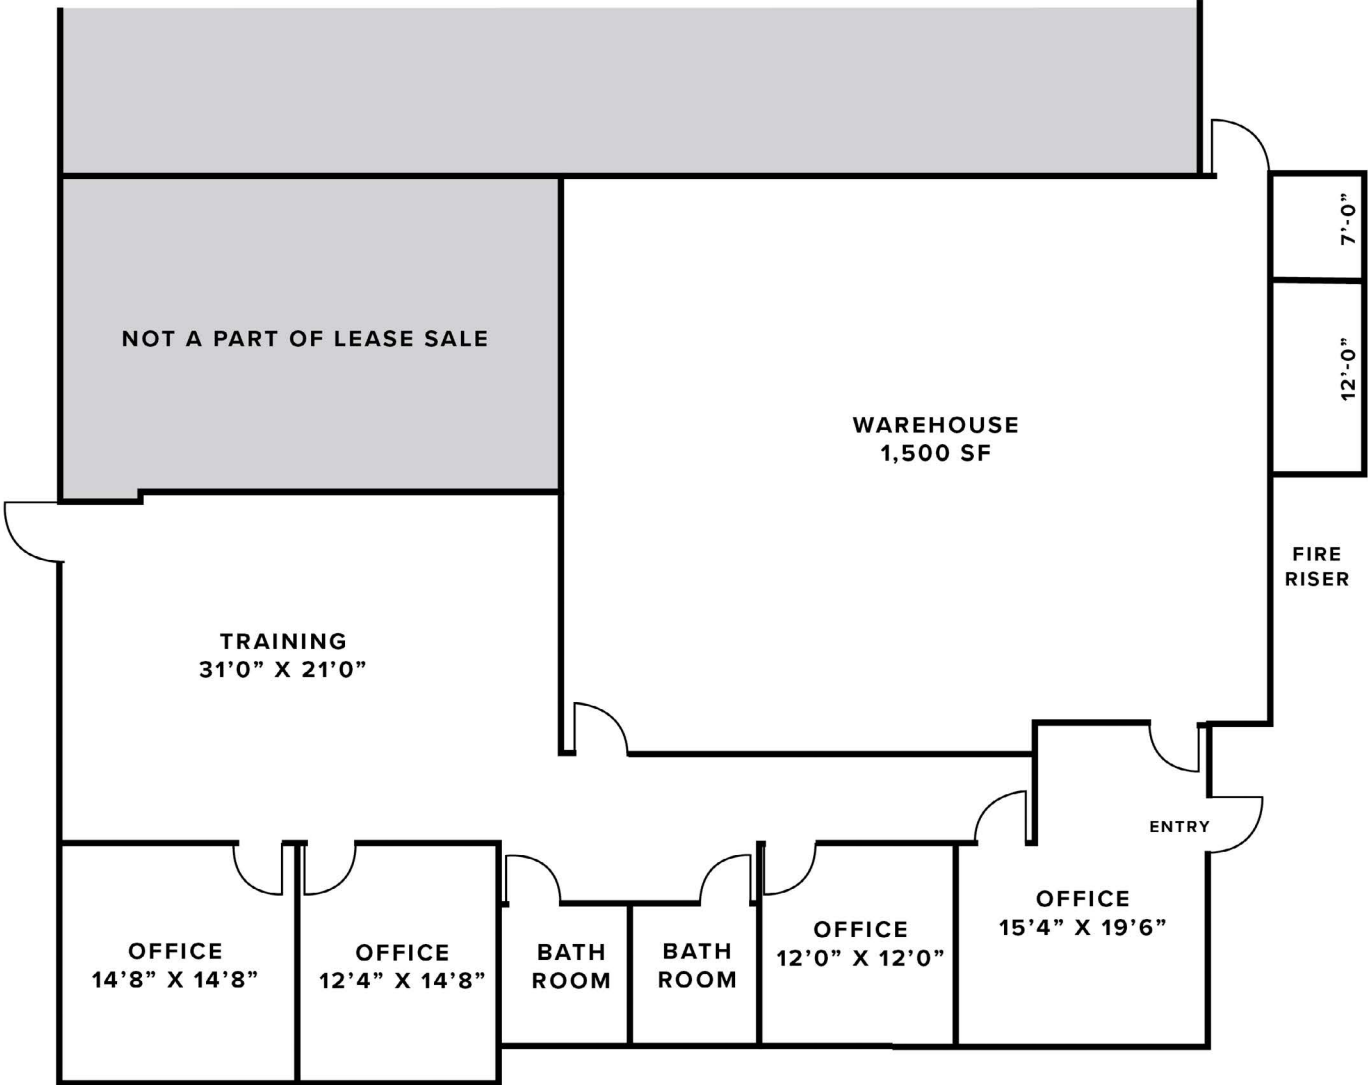 7'-0”
NOT A PART OF LEASE SALE
12'-0”
WAREHOUSE
1,500 SF
FIRE
RISER
TRAINING
31’0” X 21’0”
ENTRY
OFFICE
15’4” X 19’6”
OFFICE
12’0” X 12’0”
OFFICE
14’8” X 14’8”
OFFICE
12’4” X 14’8”
BATH
ROOM
BATH
ROOM